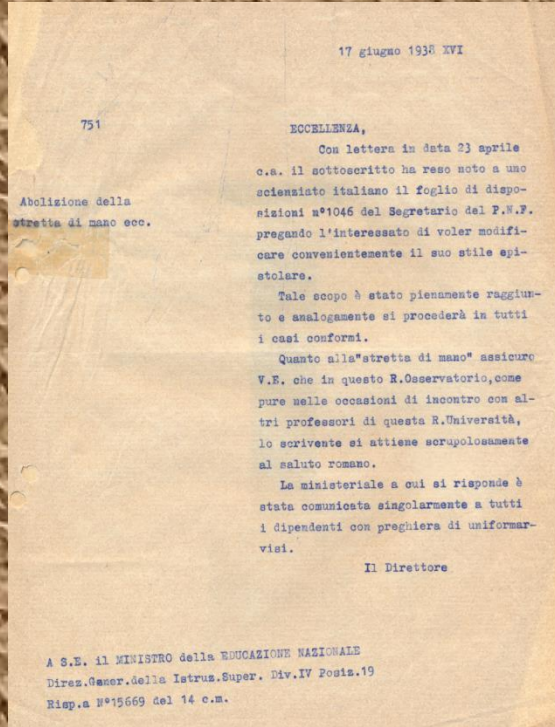 17 giugno 1938 XVI
751
Abolizione della
stretta di mano ecc.
ECCELLENZA,
Con lettera in data 23 aprile
c.a. il sottoscritto ha reso noto a uno
scienziato italiano il foglio di dispo-
sizioni n°1046 del Segretario del P.N.F.
pregando l'interessato di voler modifi-
care convenientemente il suo stile epi-
stolare.
Tale scopo è stato pienamente raggiun-
to e analogamente si procederà in tutti
i casi conformi.
Quanto alla"stretta di mano" assicuro
V.E. che in questo R.Osservatorio,come
pure nelle occasioni di incontro con al-
tri professori di questa R.Università,
lo scrivente si attiene scrupolosamente
al saluto romano.
La ministeriale a cui si risponde è
stata comunicata singolarmente a tutti
i dipendenti con preghiera di uniformar-
visi.
Il Direttore
A S.E. il MINISTRO della EDUCAZIONE NAZIONALE
Direz.Gener.della Istruz.Super. Div.IV Posiz.19
Risp.a N°15669 del 14 c.m.